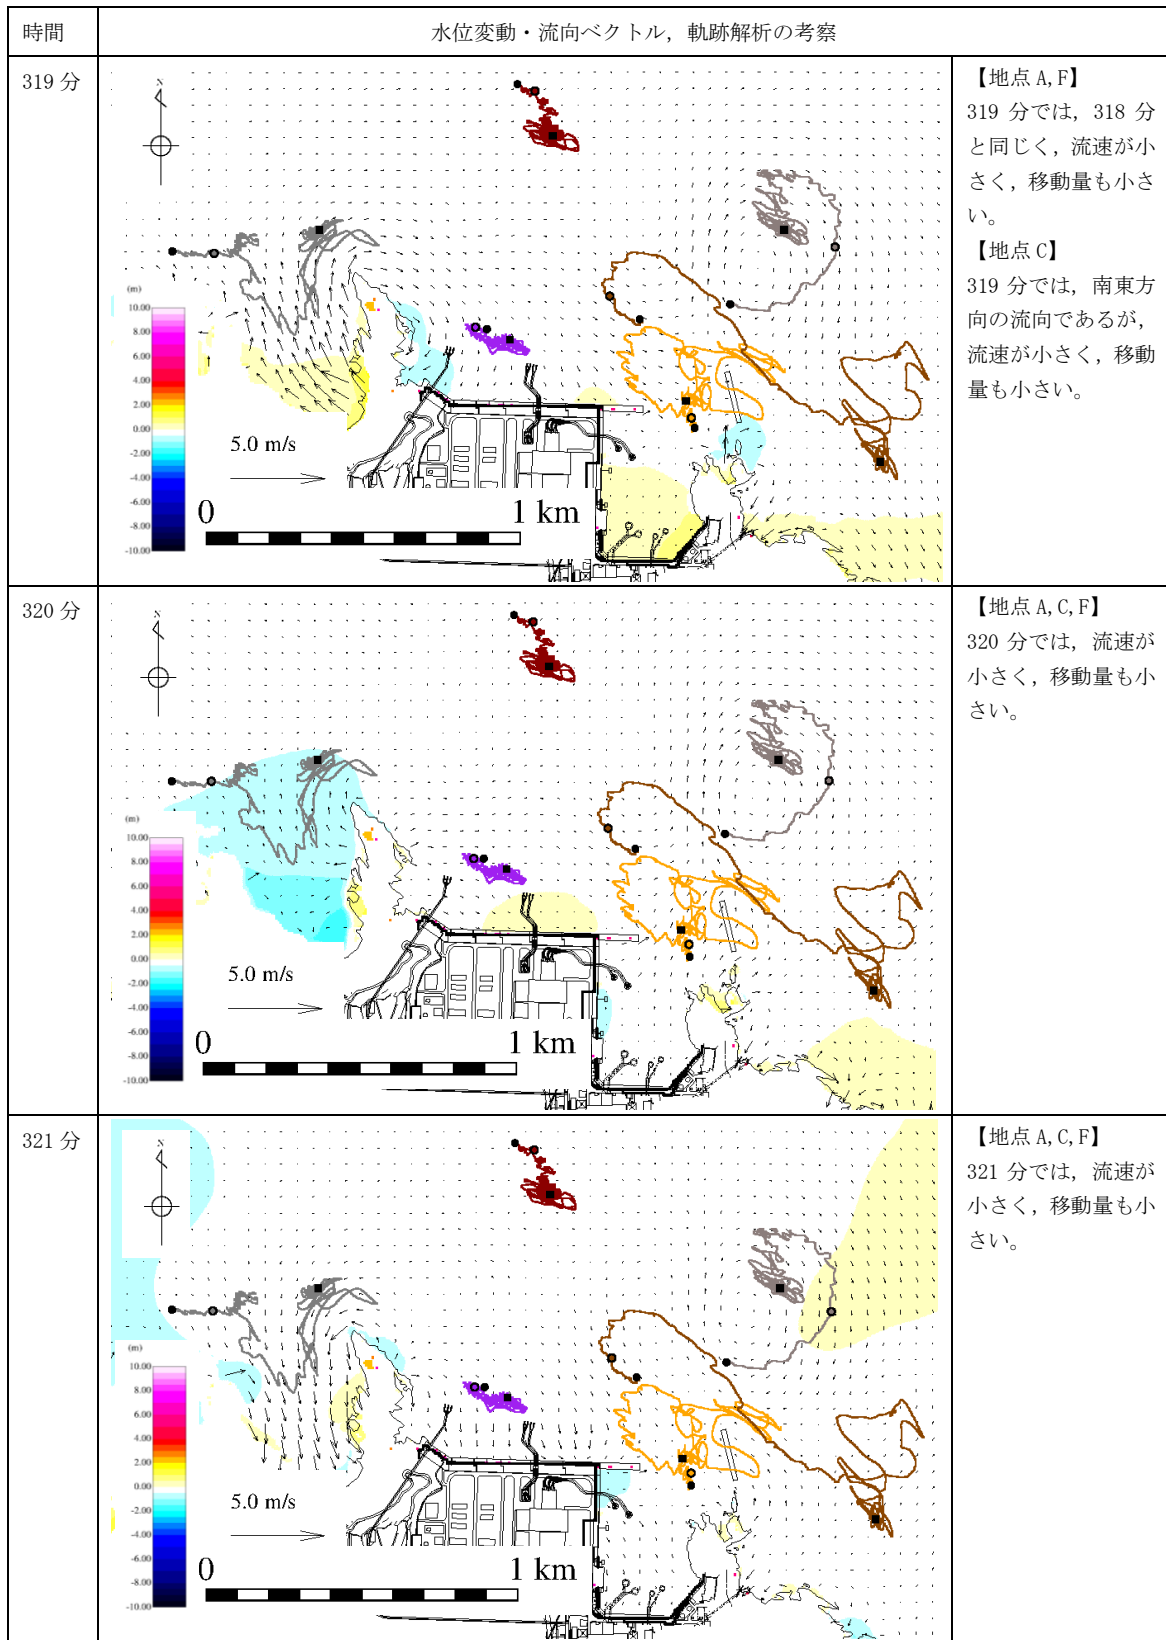 時間
水位変動・流向ベクトル，軌跡解析の考察
319 分
N
(m)
10.00
8.00
6.00
4.00
2.00
0.00
-2.00
-4.00
-6.00
-8.00
-10.00
5.0 m/s
0
1 km
【地点 A,F】
319 分では，318 分
と同じく，流速が小
さく，移動量も小さ
い。
【地点 C】
319 分では，南東方
向の流向であるが，
流速が小さく，移動
量も小さい。
320 分
N
(m)
10.00
8.00
6.00
4.00
2.00
0.00
-2.00
-4.00
-6.00
-8.00
-10.00
5.0 m/s
0
1 km
【地点 A,C,F】
320 分では，流速が
小さく，移動量も小
さい。
321 分
N
(m)
10.00
8.00
6.00
4.00
2.00
0.00
-2.00
-4.00
-6.00
-8.00
-10.00
5.0 m/s
0
1 km
【地点 A,C,F】
321 分では，流速が
小さく，移動量も小
さい。